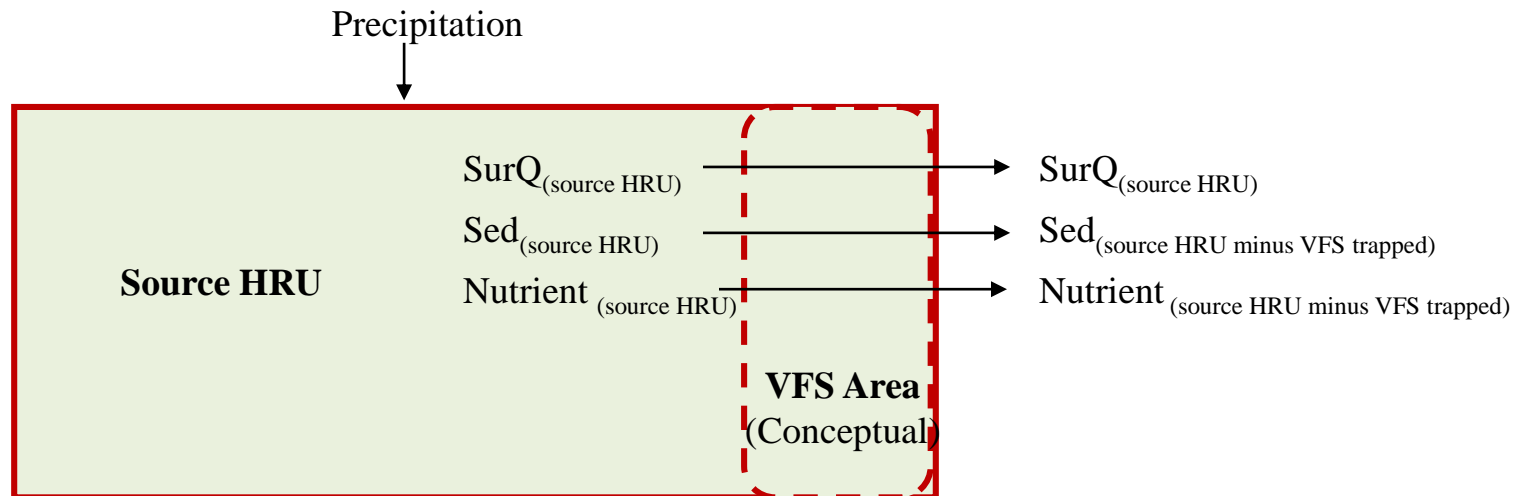 Precipitation
SurQ(source HRU) SurQ(source HRU)
Sed(source HRU) Sed(source HRU minus VFS trapped)
Source HRU Nutrient (source HRU) Nutrient (source HRU minus VFS trapped)
VFS Area
(Conceptual)